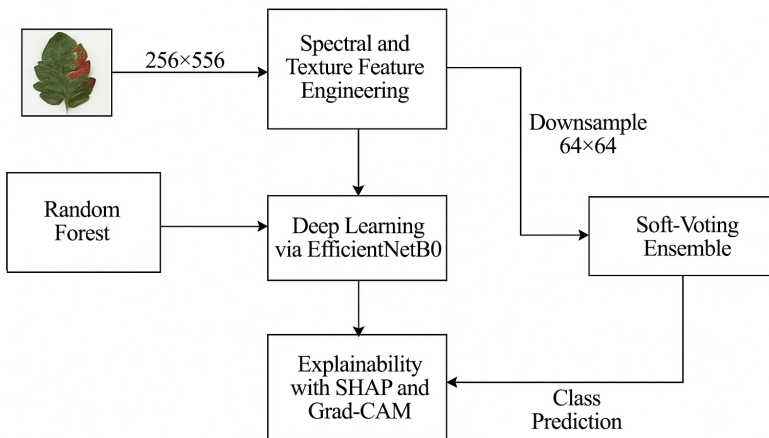 256×556
Spectral and
Texture Feature
Engineering
Downsample
64×64
Random
Forest
Deep Learning
via EfficientNetB0
Soft-Voting
Ensemble
Explainability
with SHAP and
Grad-CAM
Class
Prediction